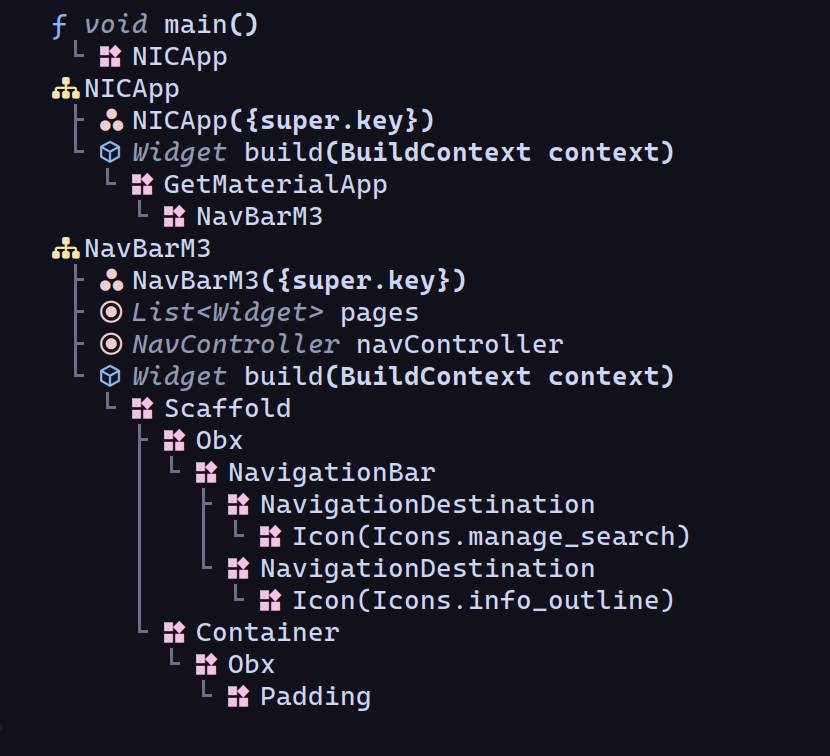 ƒ void main()
NICApp
NICApp
NICApp({super.key})
Widget build(BuildContext context)
GetMaterialApp
NavBarM3
NavBarM3
NavBarM3({super.key})
List<Widget> pages
NavController navController
Widget build(BuildContext context)
Scaffold
Obx
NavigationBar
NavigationDestination
Icon(Icons.manage_search)
NavigationDestination
Icon(Icons.info_outline)
Container
Obx
Padding